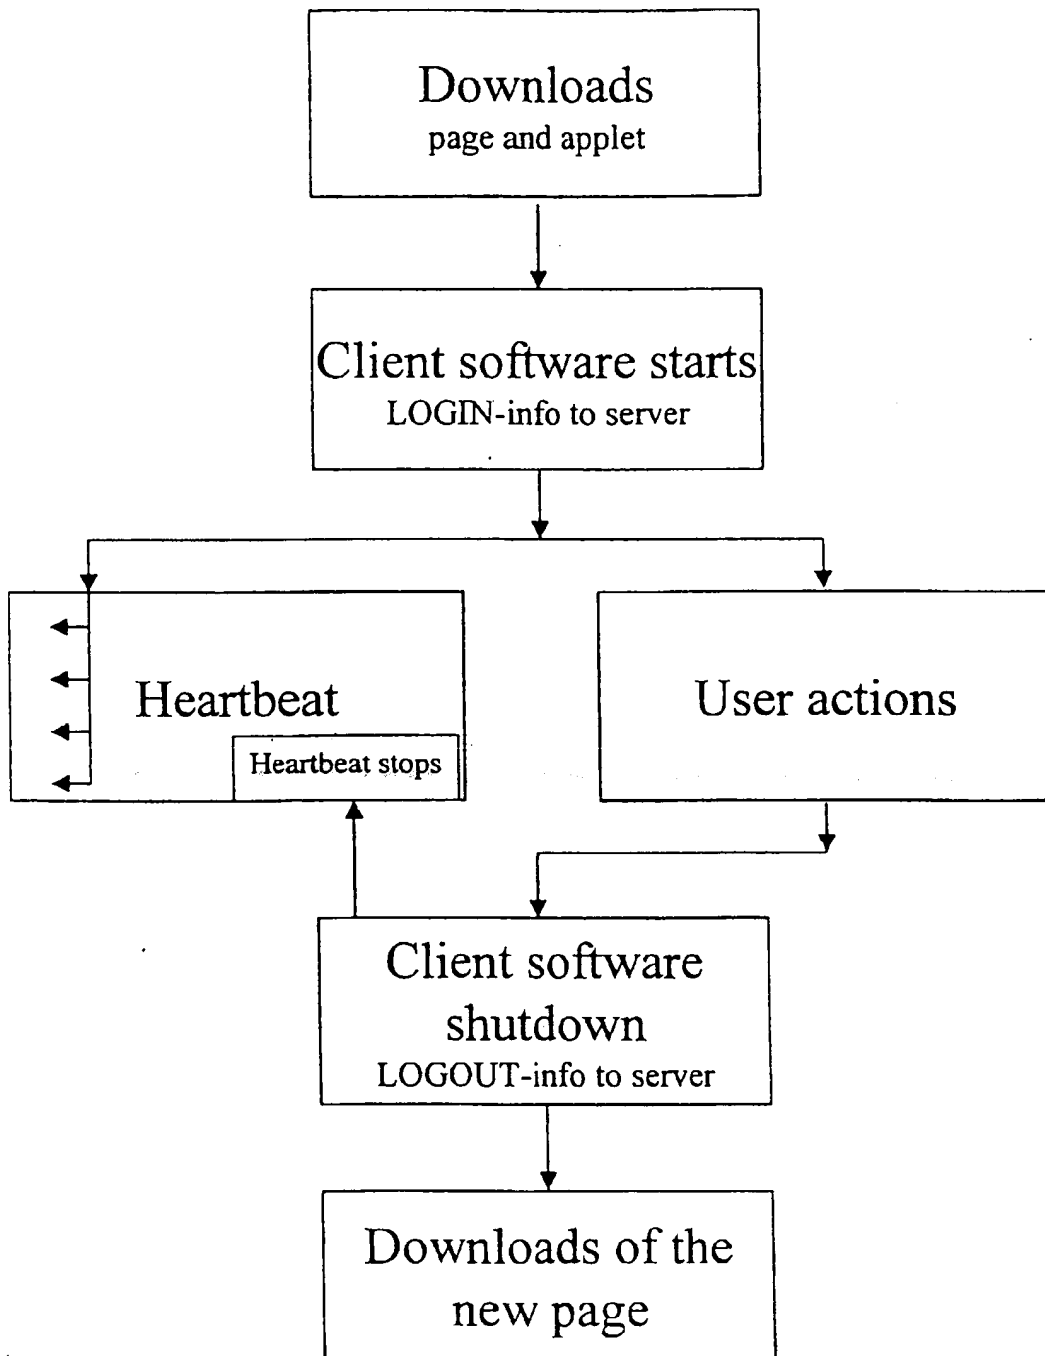 Downloads
page and applet
Client software starts
LOGIN-info to server
Heartbeat
Heartbeat stops
User actions
Client software
shutdown
LOGOUT-info to server
Downloads of the
new page